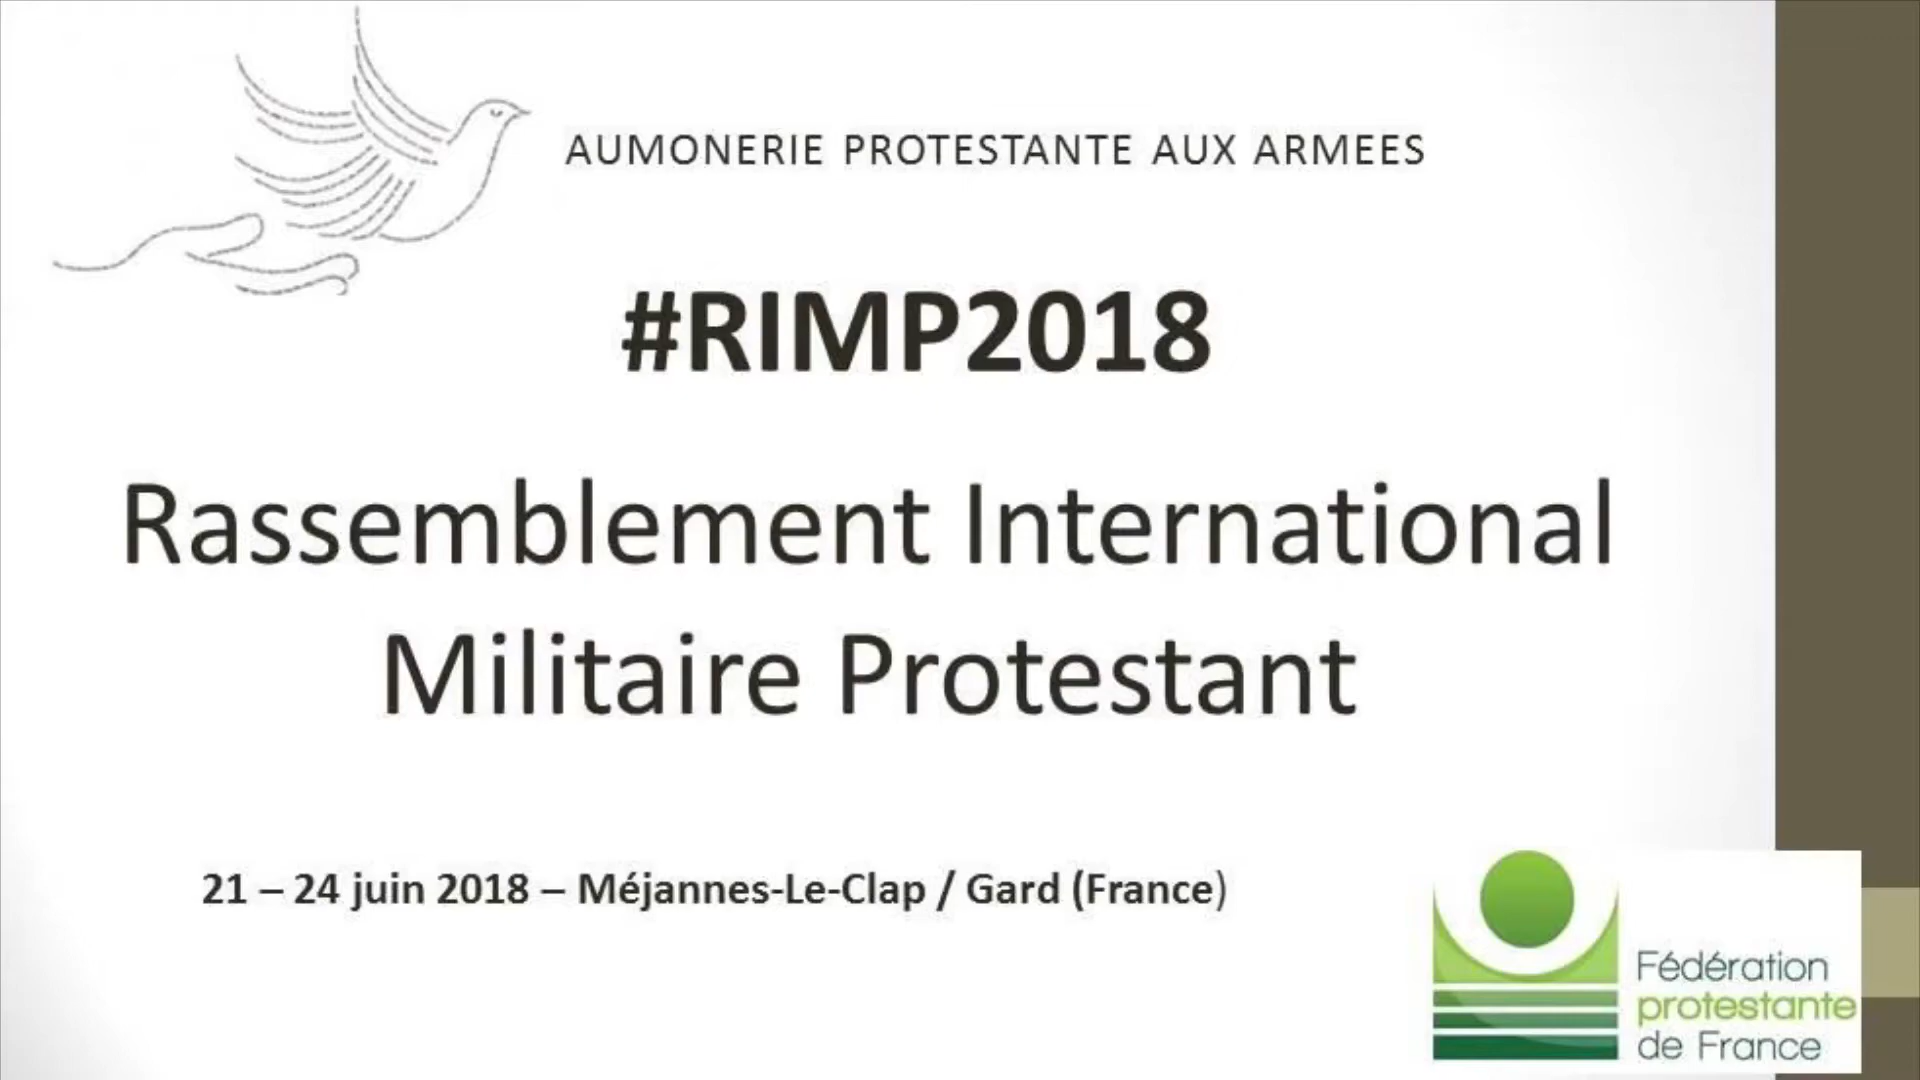 AUMONERIE PROTESTANTE AUX ARMEES
#RIMP2018
Rassemblement International
Militaire Protestant
21 – 24 juin 2018 – Méjannes-Le-Clap / Gard (France)
Fédération
protestante
de France